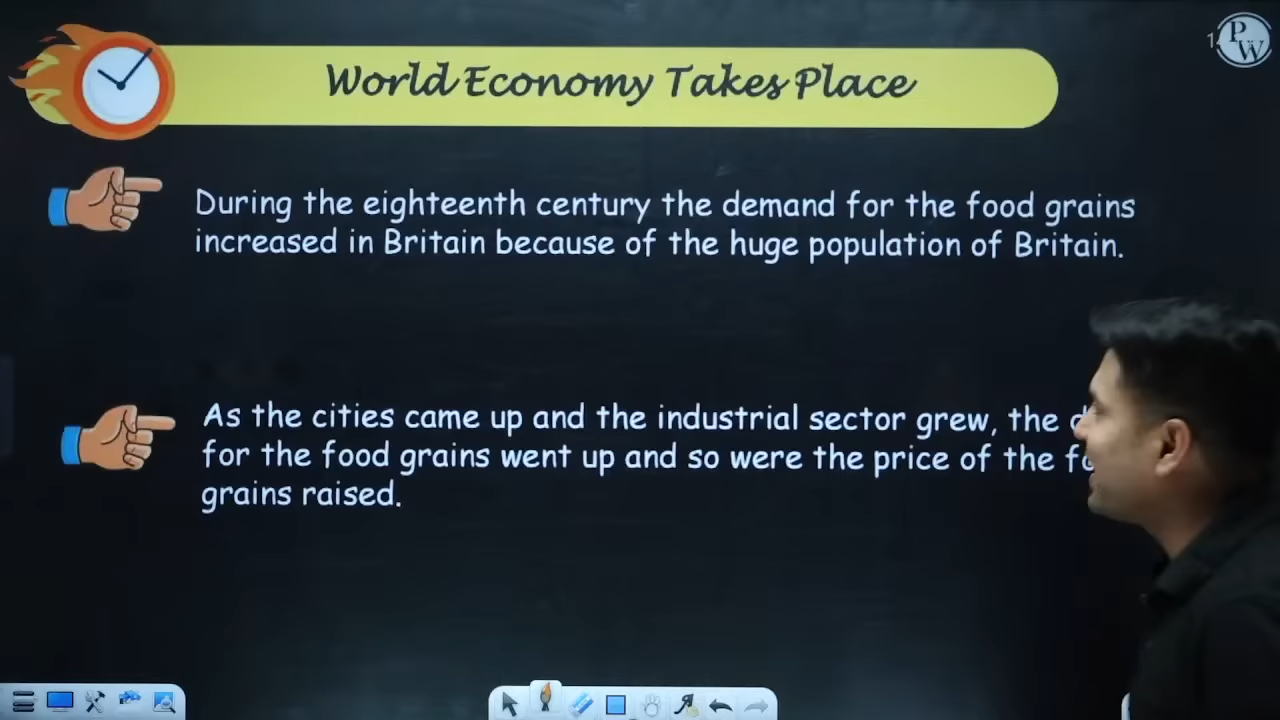 World Economy Takes Place
PW
During the eighteenth century the demand for the food grains
increased in Britain because of the huge population of Britain.
As the cities came up and the industrial sector grew, the
for the food grains went up and so were the price of the
grains raised.